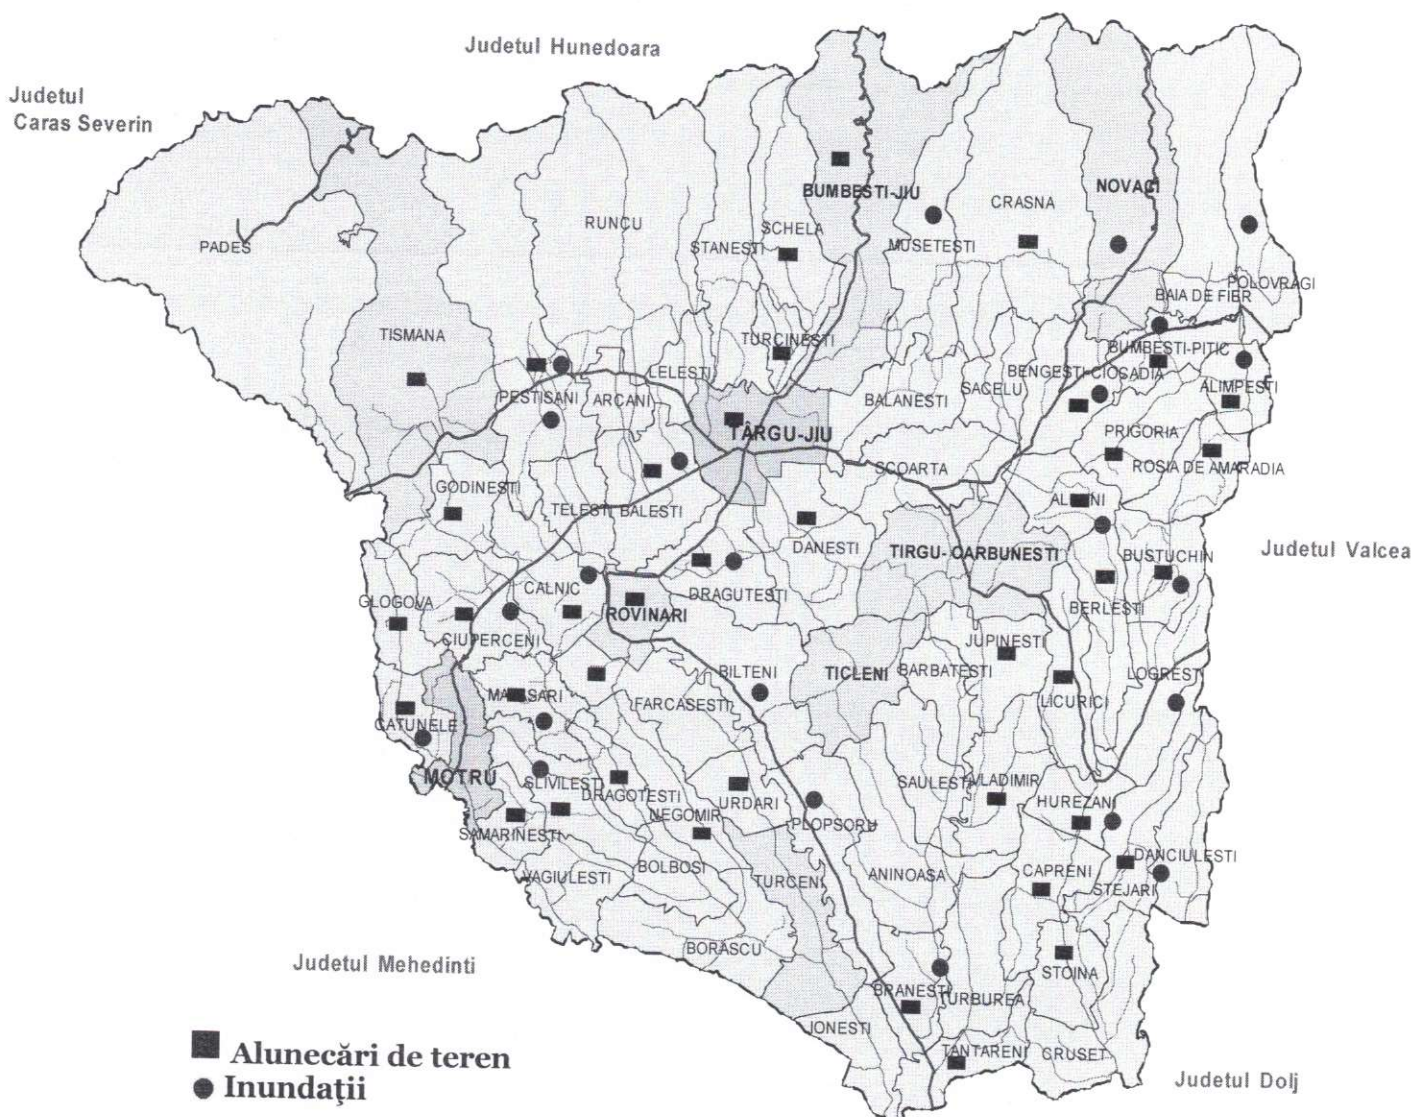 Judetul Hunedoara
Judetul
Caras Severin
BUMBESTI-JIU
NOVACI
CRASNA
RUNCU
SCHELA
PADES
STANESTI
MUSETESTI
POLOVRAGI
BAIA DE FIER
TISMANA
TURCINESTI
BUMBESTI-PITIC
LELESTI
BENGESTI-CIOCADIA
ALIMPESTI
PESTISANI
ARCANI
SACELU
BALANESTI
TÂRGU-JIU
PRIGORIA
SCOARTA
ROSIA DE AMARADIA
GODINESTI
TELESTI
BALESTI
DANESTI
TIRGU- CARBUNESTI
BUSTUCHIN
Judetul Valcea
CALNIC
DRAGUTESTI
GLOGOVA
ROVINARI
BERLESTI
CIUPERCENI
JUPINESTI
BILTENI
TICLENI
BARBATESTI
LOGRESTI
FARCASESTI
LICURICI
CATUNELE
MOTRU
SLIVILESTI
DRAGOTESTI
SAULESTI
VLADIMIR
URDARI
HUREZANI
NEGOMIR
PLOPSORU
SAMARINESTI
DANCIULESTI
VAGIULESTI
BOLBOSI
TURCENI
ANINOASA
CAPRENI
STEJARI
BORASCU
Judetul Mehedinti
STOINA
BRANESTI
TURBUREA
IONESTI
TANTARENI
CRUSET
Alunecări de teren
Inundaţii
Judetul Dolj